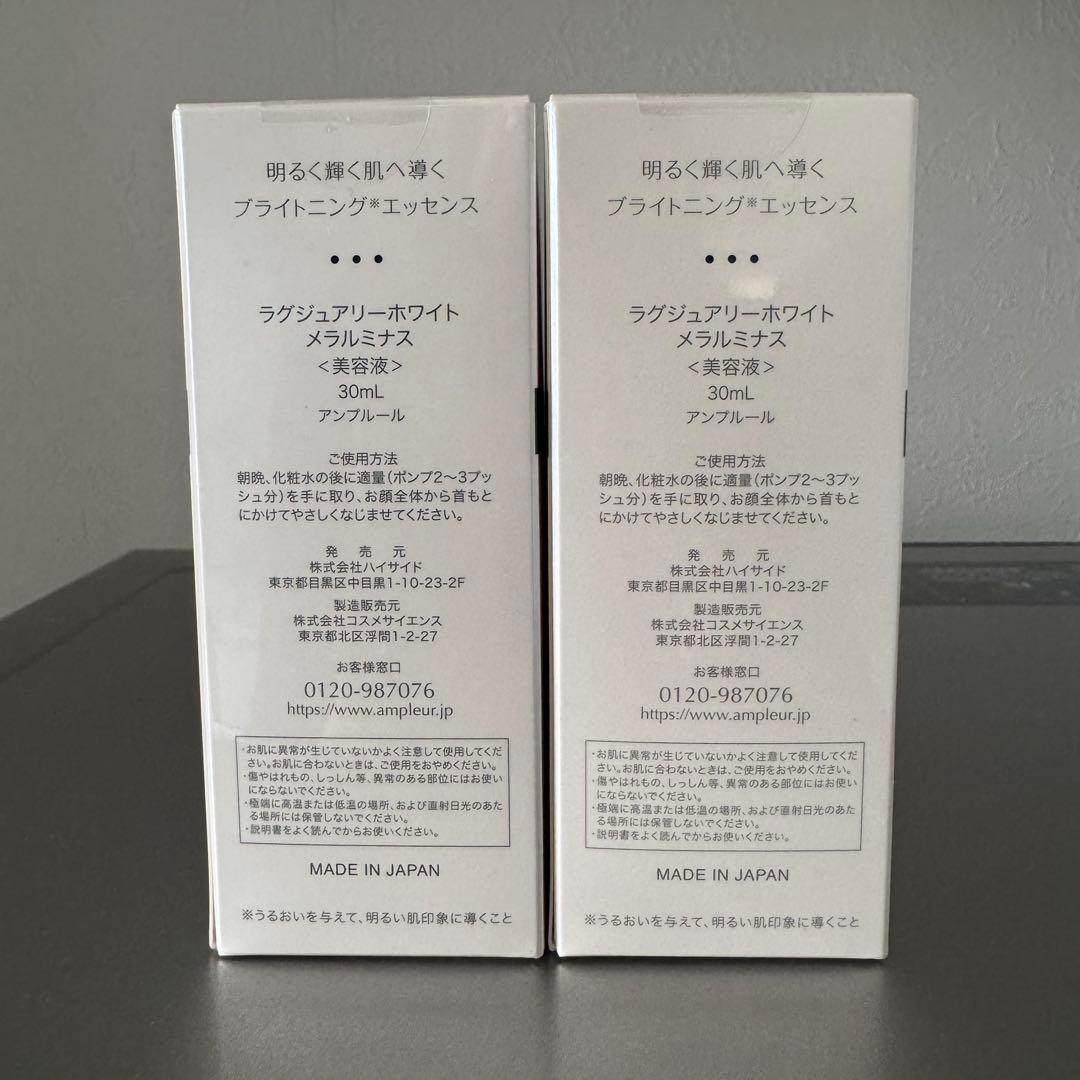 明るく輝く肌へ導く
ブライトニング※エッセンス
•••
ラグジュアリーホワイト
メラルミナス
＜美容液＞
30mL
アンプルール
ご使用方法
朝晩、化粧水の後に適量（ポンプ2〜3プッ
シュ分）を手に取り、お顔全体から首もと
にかけてやさしくなじませてください。
発売元
株式会社ハイサイド
東京都目黒区中目黒1-10-23-2F
製造販売元
株式会社コスメサイエンス
東京都北区浮間1-2-27
お客様窓口
0120-987076
https://www.ampleur.jp
・お肌に異常が生じていないかよく注意して使用してくだ
さい。お肌に合わないときは、ご使用をおやめください。
・傷やはれもの、しっしん等、異常のある部位にはお使い
にならないでください。
・極端に高温または低温の場所、および直射日光のあた
る場所には保管しないでください。
・説明書をよく読んでからお使いください。
MADE IN JAPAN
※うるおいを与えて、明るい肌印象に導くこと
明るく輝く肌へ導く
ブライトニング※エッセンス
•••
ラグジュアリーホワイト
メラルミナス
＜美容液＞
30mL
アンプルール
ご使用方法
朝晩、化粧水の後に適量（ポンプ2〜3プッ
シュ分）を手に取り、お顔全体から首もと
にかけてやさしくなじませてください。
発売元
株式会社ハイサイド
東京都目黒区中目黒1-10-23-2F
製造販売元
株式会社コスメサイエンス
東京都北区浮間1-2-27
お客様窓口
0120-987076
https://www.ampleur.jp
・お肌に異常が生じていないかよく注意して使用してくだ
さい。お肌に合わないときは、ご使用をおやめください。
・傷やはれもの、しっしん等、異常のある部位にはお使い
にならないでください。
・極端に高温または低温の場所、および直射日光のあた
る場所には保管しないでください。
・説明書をよく読んでからお使いください。
MADE IN JAPAN
※うるおいを与えて、明るい肌印象に導くこと